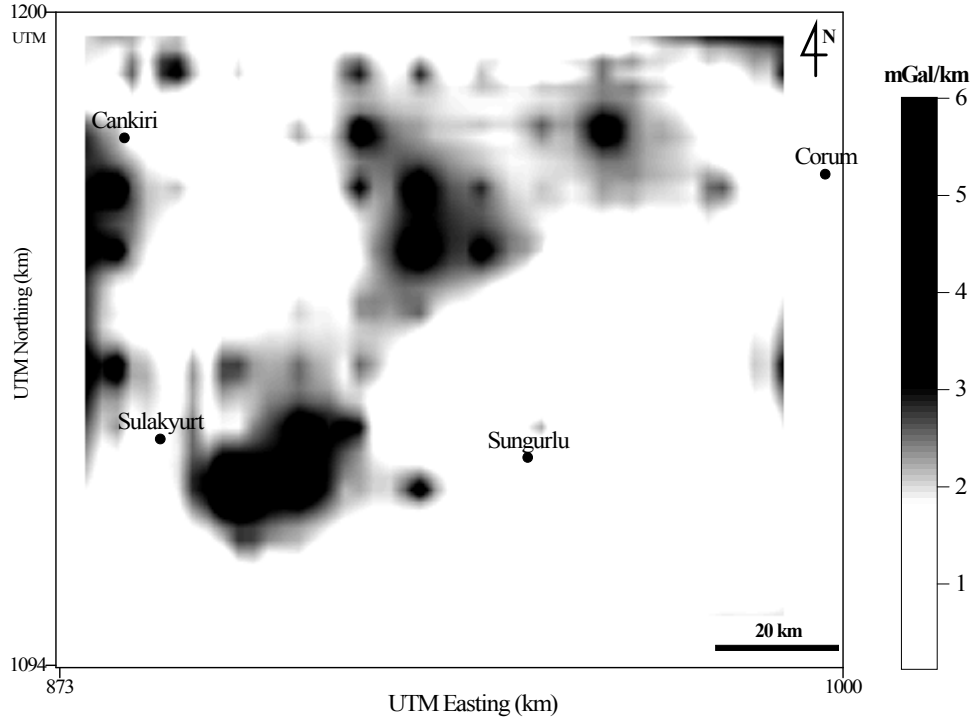 1200
UTM
N
mGal/km
6
Cankiri
Corum
5
UTM Northing (km)
4
3
Sulakyurt
Sungurlu
2
1
20 km
1094
873
1000
UTM Easting (km)